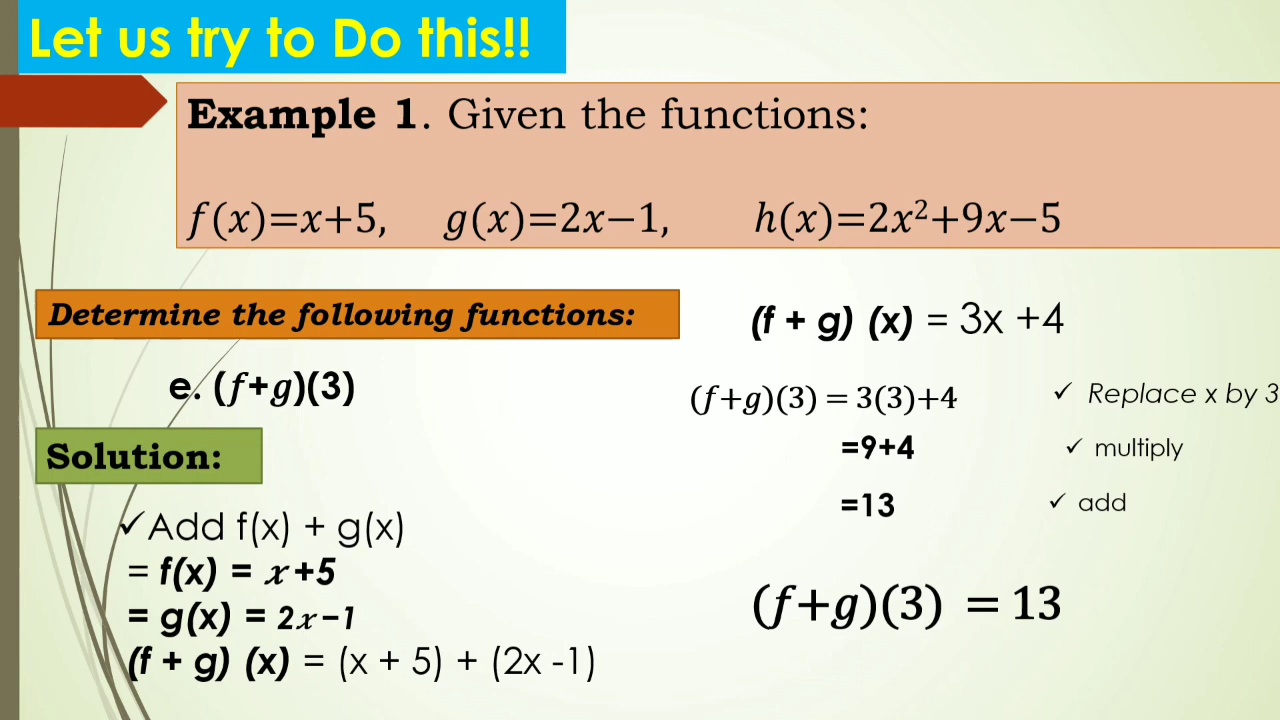 Let us try to Do this!!
Example 1. Given the functions:
f(x)=x+5, g(x)=2x−1, h(x)=2x²+9x−5
Determine the following functions:
e. (f+g)(3)
Solution:
✓Add f(x) + g(x)
= f(x) = x+5
= g(x) = 2x−1
(f + g) (x) = (x + 5) + (2x -1)
(f + g) (x) = 3x +4
(f+g)(3) = 3(3)+4 ✓ Replace x by 3
=9+4 ✓ multiply
=13 ✓ add
(f+g)(3) = 13